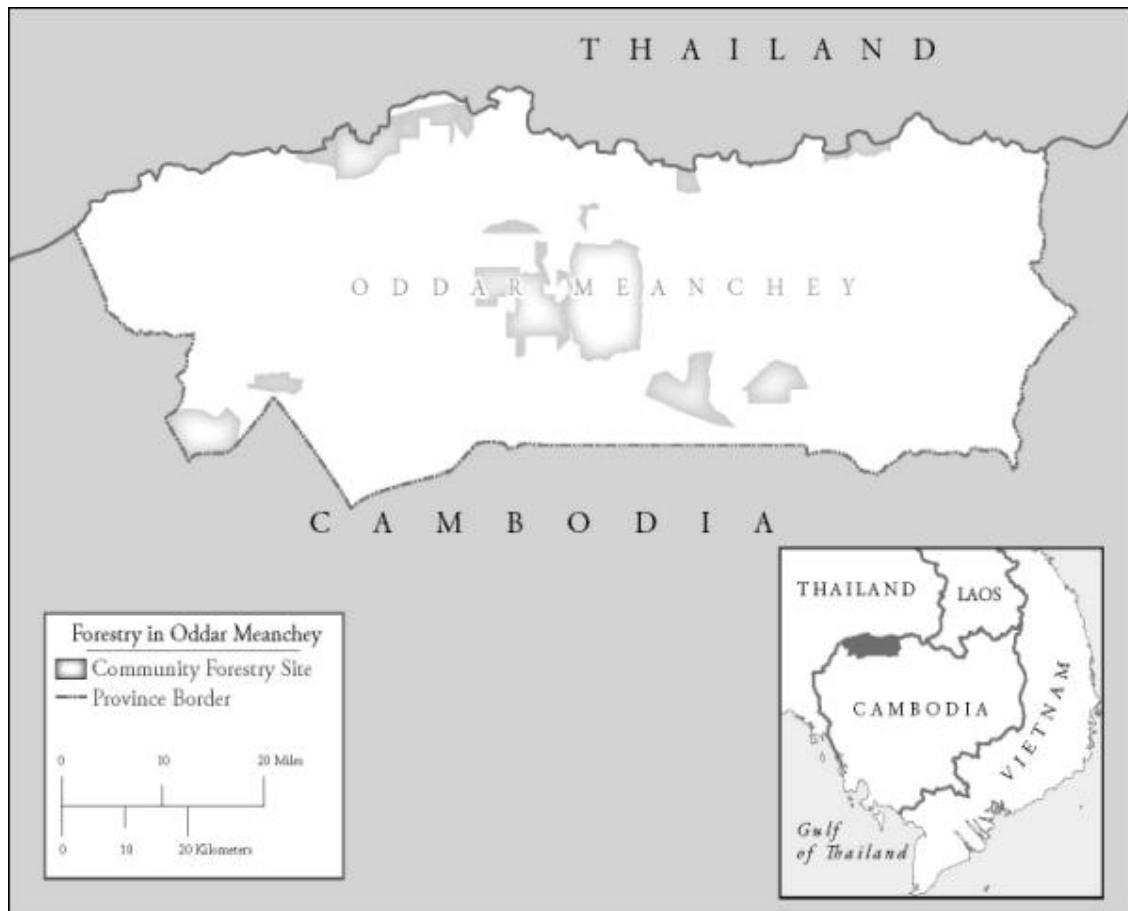 THAILAND
ODDAR MEANCHEY
CAMBODIA
Forestry in Oddar Meanchey
Community Forestry Site
Province Border
0 10 20 Miles
0 10 20 Kilometers
THAILAND
LAOS
CAMBODIA
VIETNAM
Gulf
of Thailand